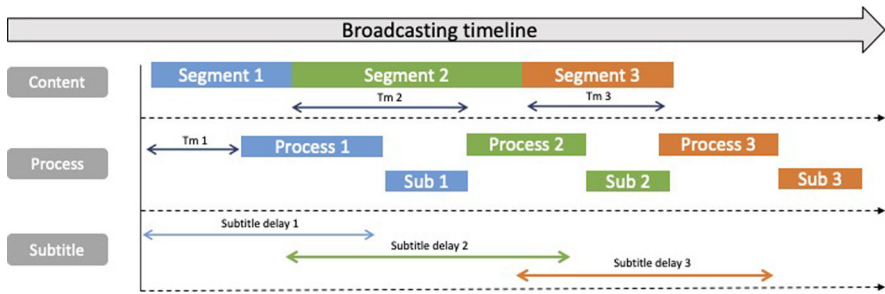 Broadcasting timeline
Content
Segment 1
Segment 2
Segment 3
Tm 2
Tm 3
Process
Tm 1
Process 1
Process 2
Process 3
Sub 1
Sub 2
Sub 3
Subtitle
Subtitle delay 1
Subtitle delay 2
Subtitle delay 3